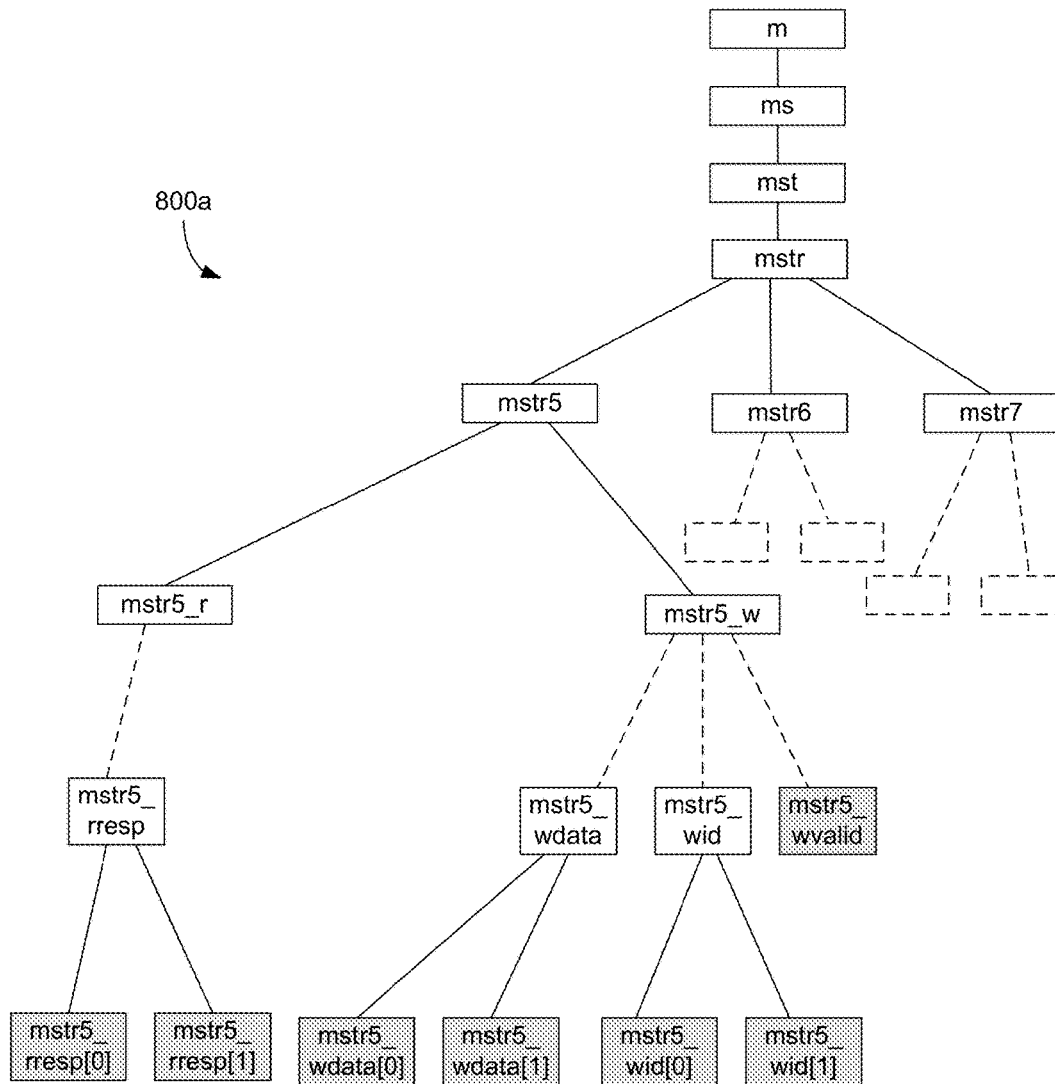 m
ms
mst
800a
mstr
mstr5
mstr6
mstr7
mstr5_r
mstr5_w
mstr5_
rresp
mstr5_
wdata
mstr5_
wid
mstr5_
wvalid
mstr5_
rresp[0]
mstr5_
rresp[1]
mstr5_
wdata[0]
mstr5_
wdata[1]
mstr5_
wid[0]
mstr5_
wid[1]